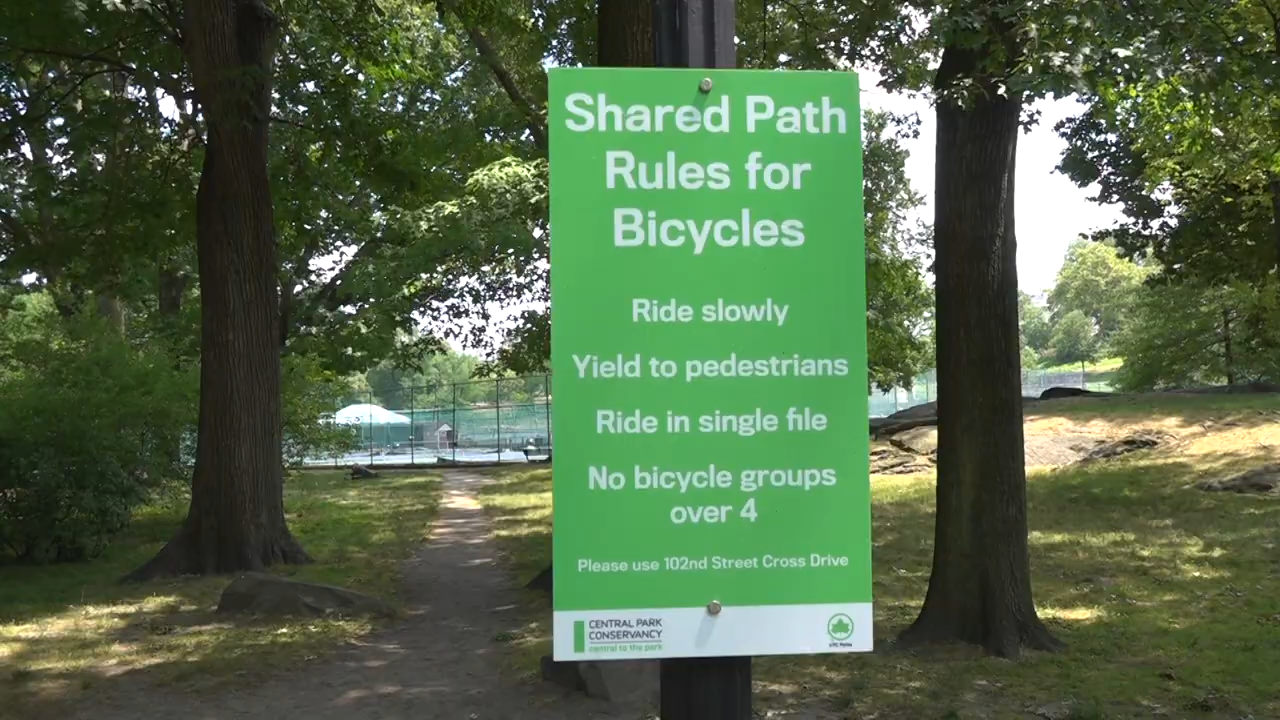 Shared Path
Rules for
Bicycles
Ride slowly
Yield to pedestrians
Ride in single file
No bicycle groups
over 4
Please use 102nd Street Cross Drive
CENTRAL PARK
CONSERVANCY
central to the park
NYC Parks